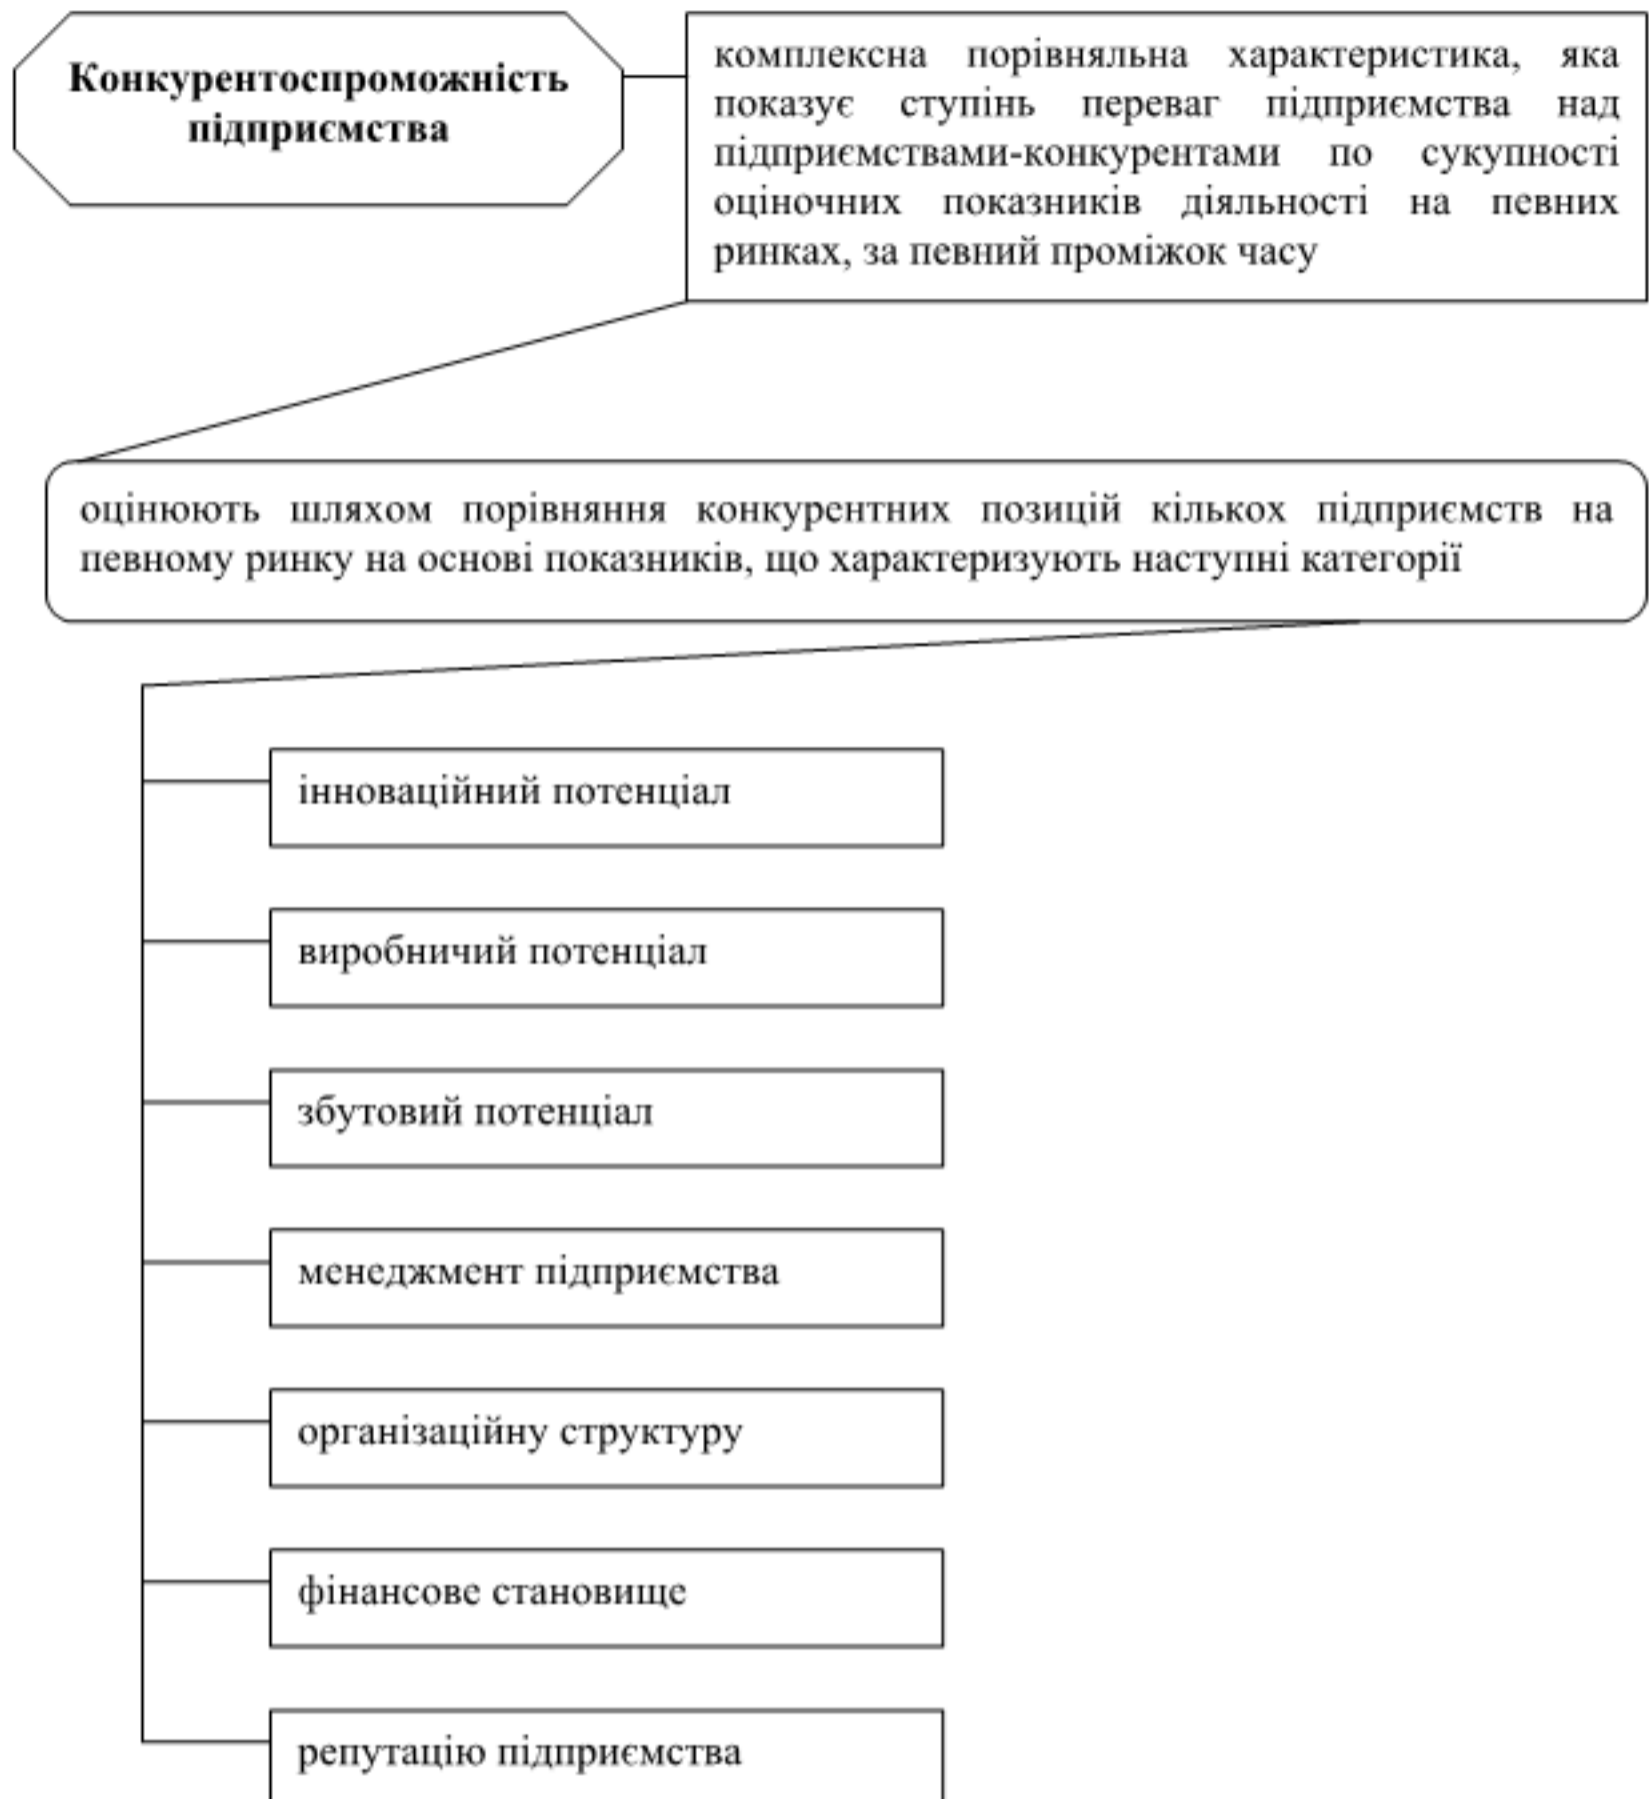 Конкурентоспроможність
підприємства
комплексна порівняльна характеристика, яка
показує ступінь переваг підприємства над
підприємствами-конкурентами по сукупності
оціночних показників діяльності на певних
ринках, за певний проміжок часу
оцінюють шляхом порівняння конкурентних позицій кількох підприємств на
певному ринку на основі показників, що характеризують наступні категорії
інноваційний потенціал
виробничий потенціал
збутовий потенціал
менеджмент підприємства
організаційну структуру
фінансове становище
репутацію підприємства